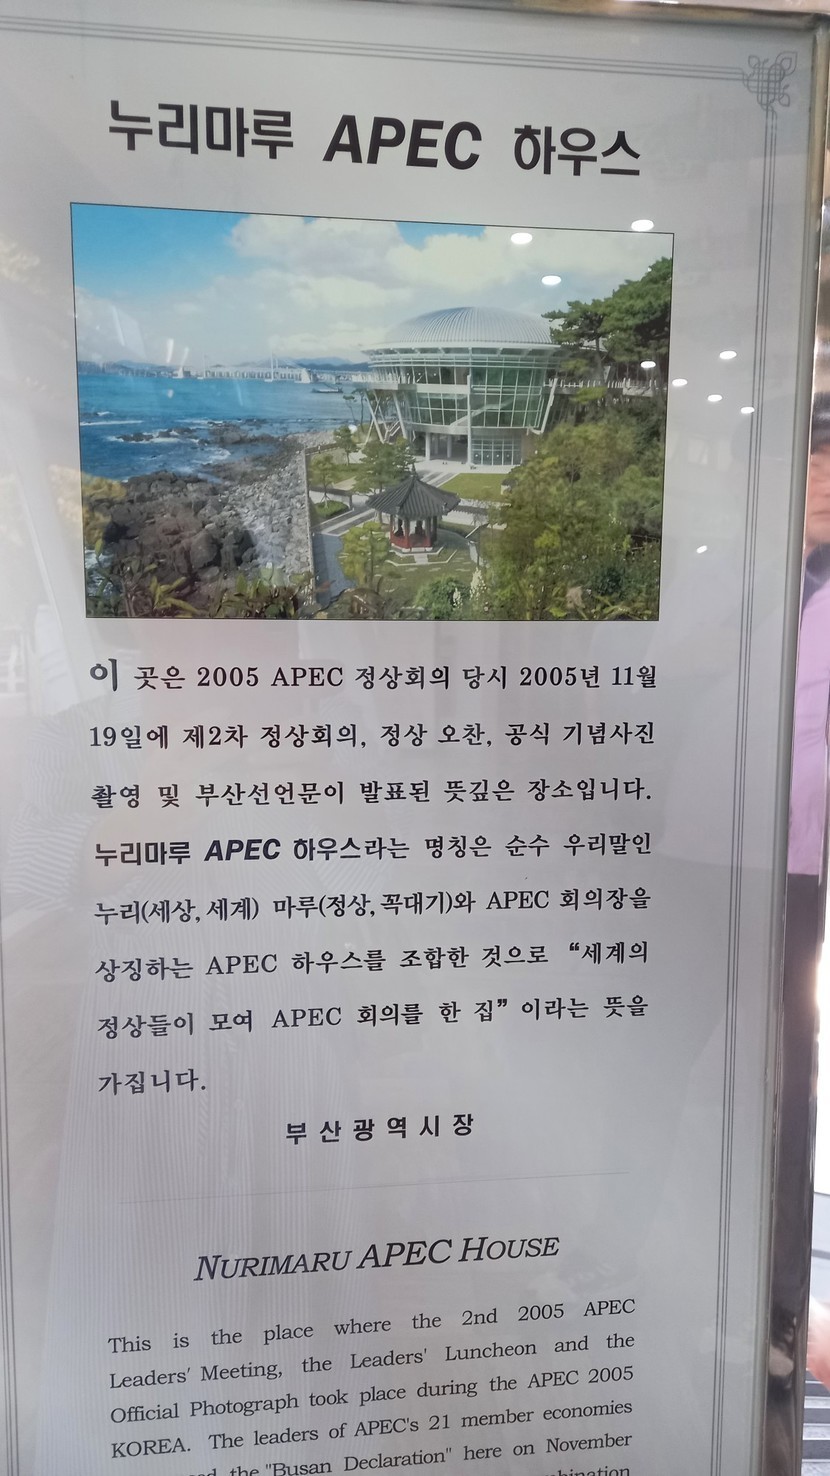 누리마루 APEC 하우스
이 곳은 2005 APEC 정상회의 당시 2005년 11월
19일에 제2차 정상회의, 정상 오찬, 공식 기념사진
촬영 및 부산선언문이 발표된 뜻깊은 장소입니다.
누리마루 APEC 하우스라는 명칭은 순수 우리말인
누리(세상, 세계) 마루(정상, 꼭대기)와 APEC 회의장을
상징하는 APEC 하우스를 조합한 것으로 “세계의
정상들이 모여 APEC 회의를 한 집” 이라는 뜻을
가집니다.
부산광역시장
NURIMARU APEC HOUSE
This is the place where the 2nd 2005 APEC
Leaders' Meeting, the Leaders' Luncheon and the
Official Photograph took place during the APEC 2005
KOREA. The leaders of APEC's 21 member economies
the "Busan Declaration" here on November